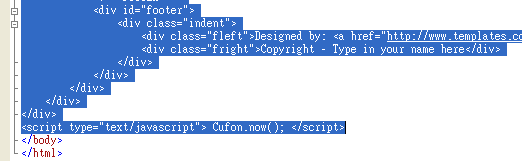 <div id="footer">
<div class="indent">
<div class="fleft">Designed by: <a href="http://www.templates.co
<div class="fright">Copyright - Type in your name here</div>
</div>
</div>
</div>
</div>
<script type="text/javascript"> Cufon.now(); </script>
</body>
</html>